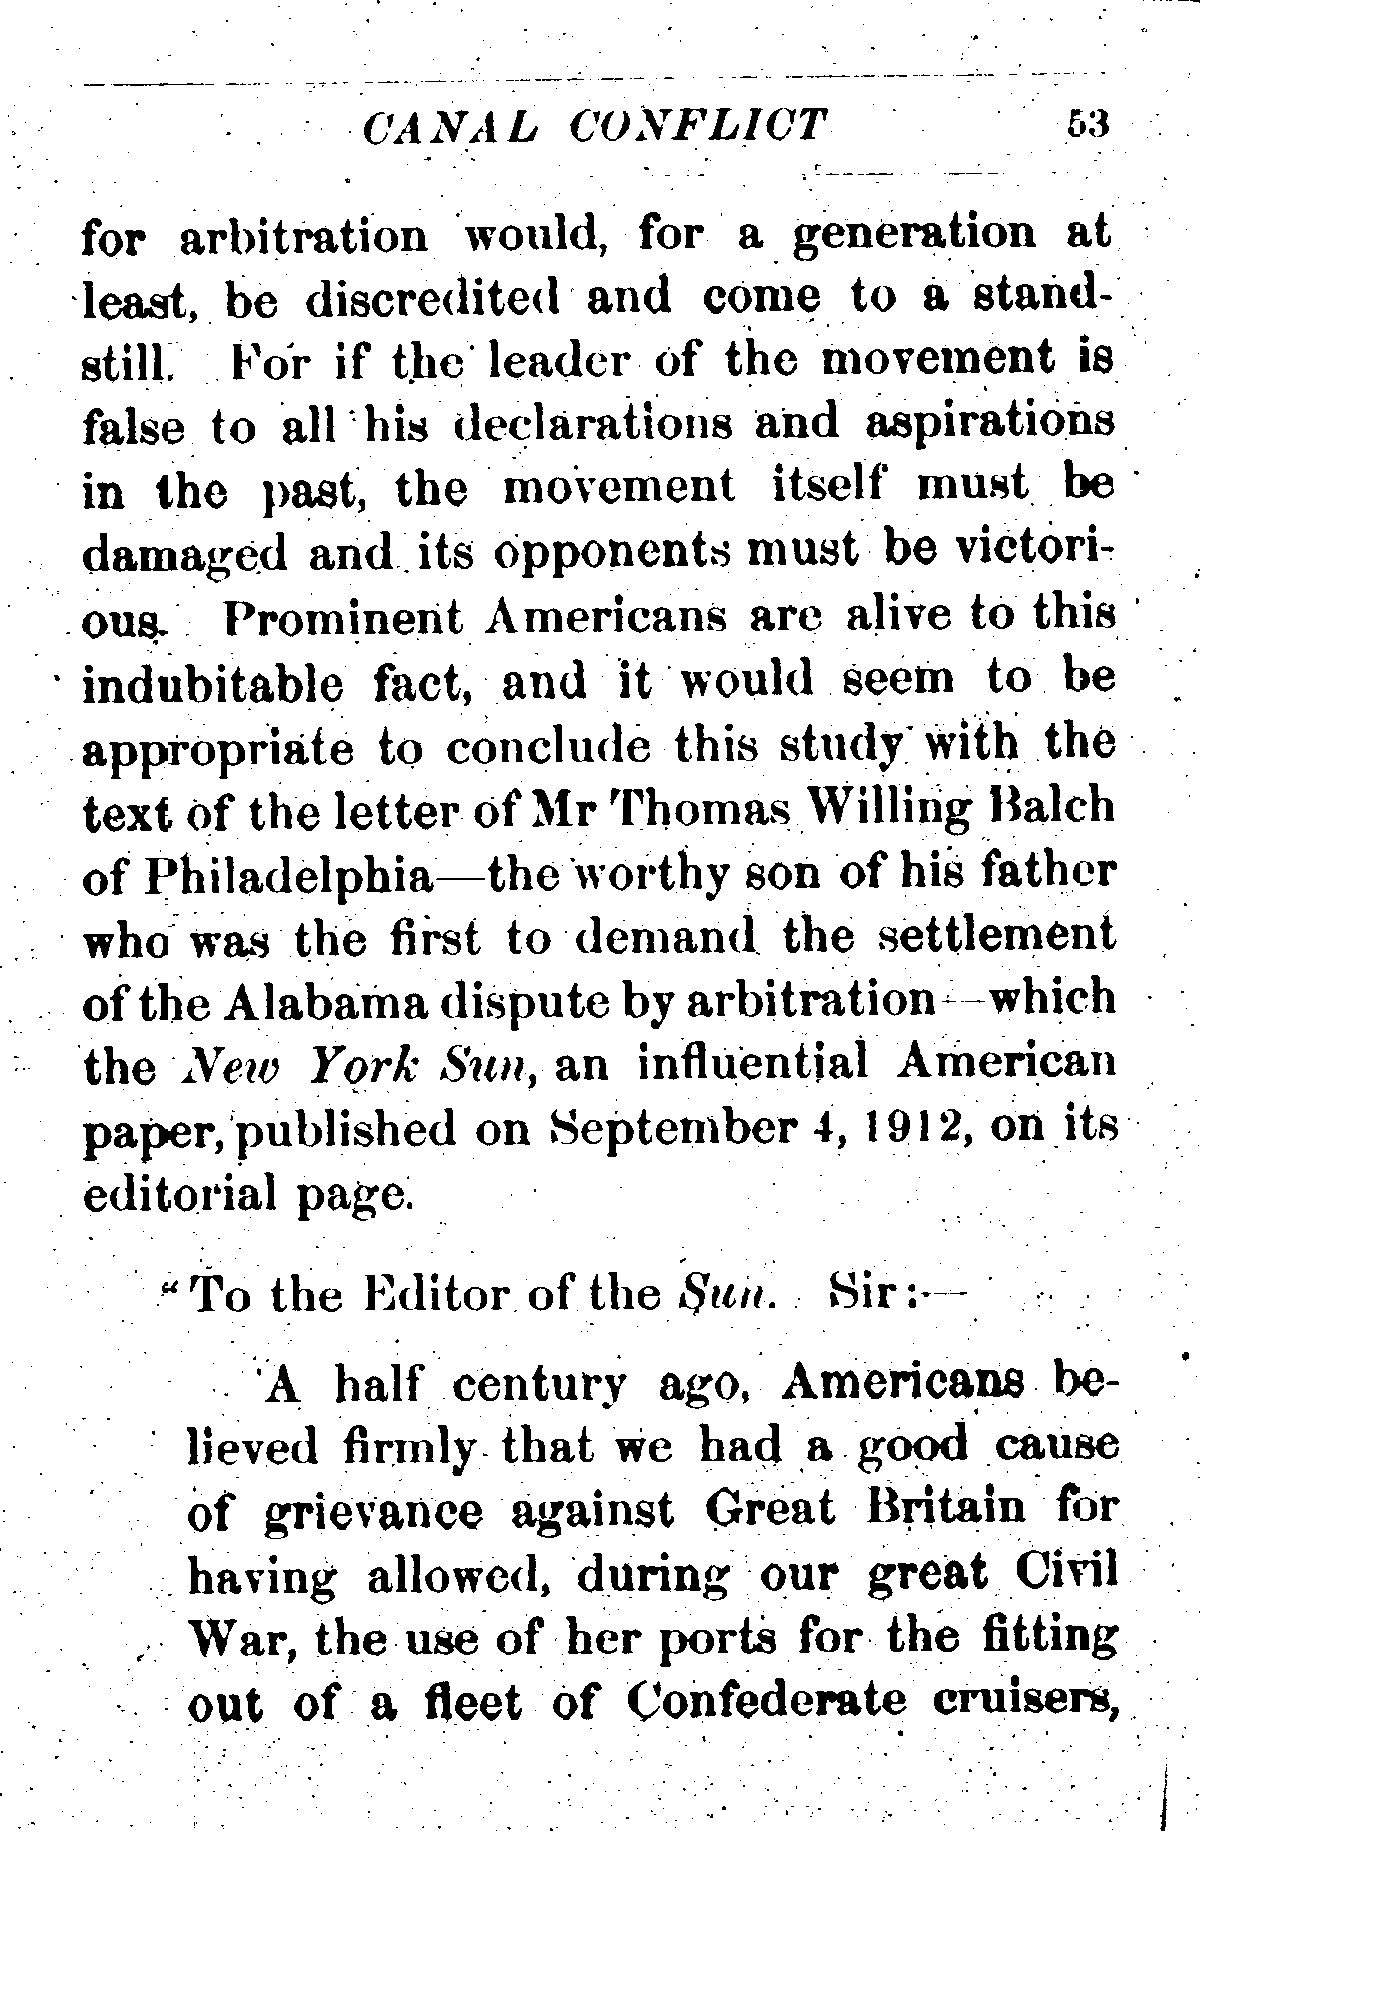 CANAL CONFLICT 53
for arbitration would, for a generation at
least, be discredited and come to a stand-
still. For if the leader of the movement is
false to all his declarations and aspirations
in the past, the movement itself must be
damaged and its opponents must be victori-
ous. Prominent Americans are alive to this
indubitable fact, and it would seem to be
appropriate to conclude this study with the
text of the letter of Mr Thomas Willing Balch
of Philadelphia—the worthy son of his father
who was the first to demand the settlement
of the Alabama dispute by arbitration—which
the New York Sun, an influential American
paper, published on September 4, 1912, on its
editorial page.
“To the Editor of the Sun. Sir:—
A half century ago, Americans be-
lieved firmly that we had a good cause
of grievance against Great Britain for
having allowed, during our great Civil
War, the use of her ports for the fitting
out of a fleet of Confederate cruisers,